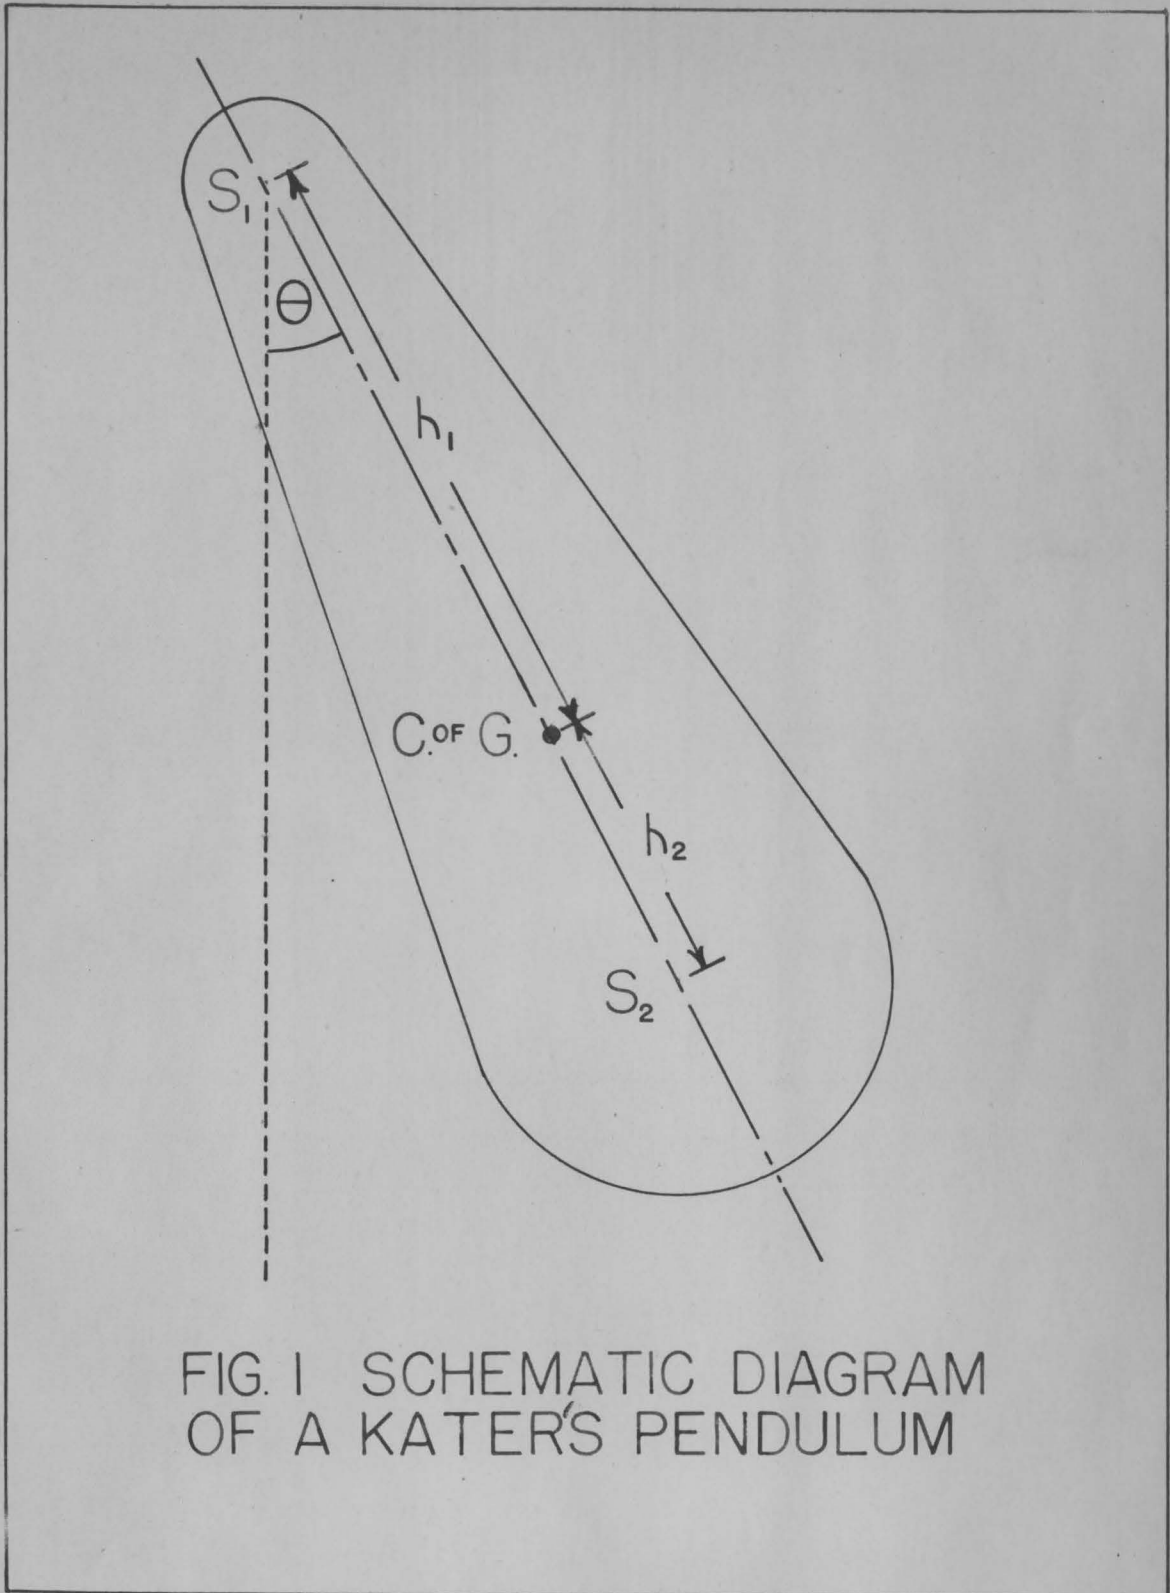 S₁
θ
h₁
C. OF G.
h₂
S₂
FIG. 1 SCHEMATIC DIAGRAM
OF A KATER'S PENDULUM